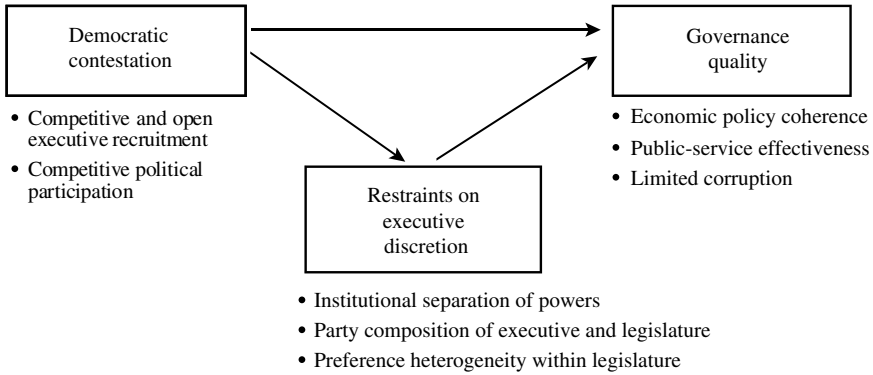 Democratic
contestation
Governance
quality
• Competitive and open
executive recruitment
• Competitive political
participation
• Economic policy coherence
• Public-service effectiveness
• Limited corruption
Restraints on
executive
discretion
• Institutional separation of powers
• Party composition of executive and legislature
• Preference heterogeneity within legislature